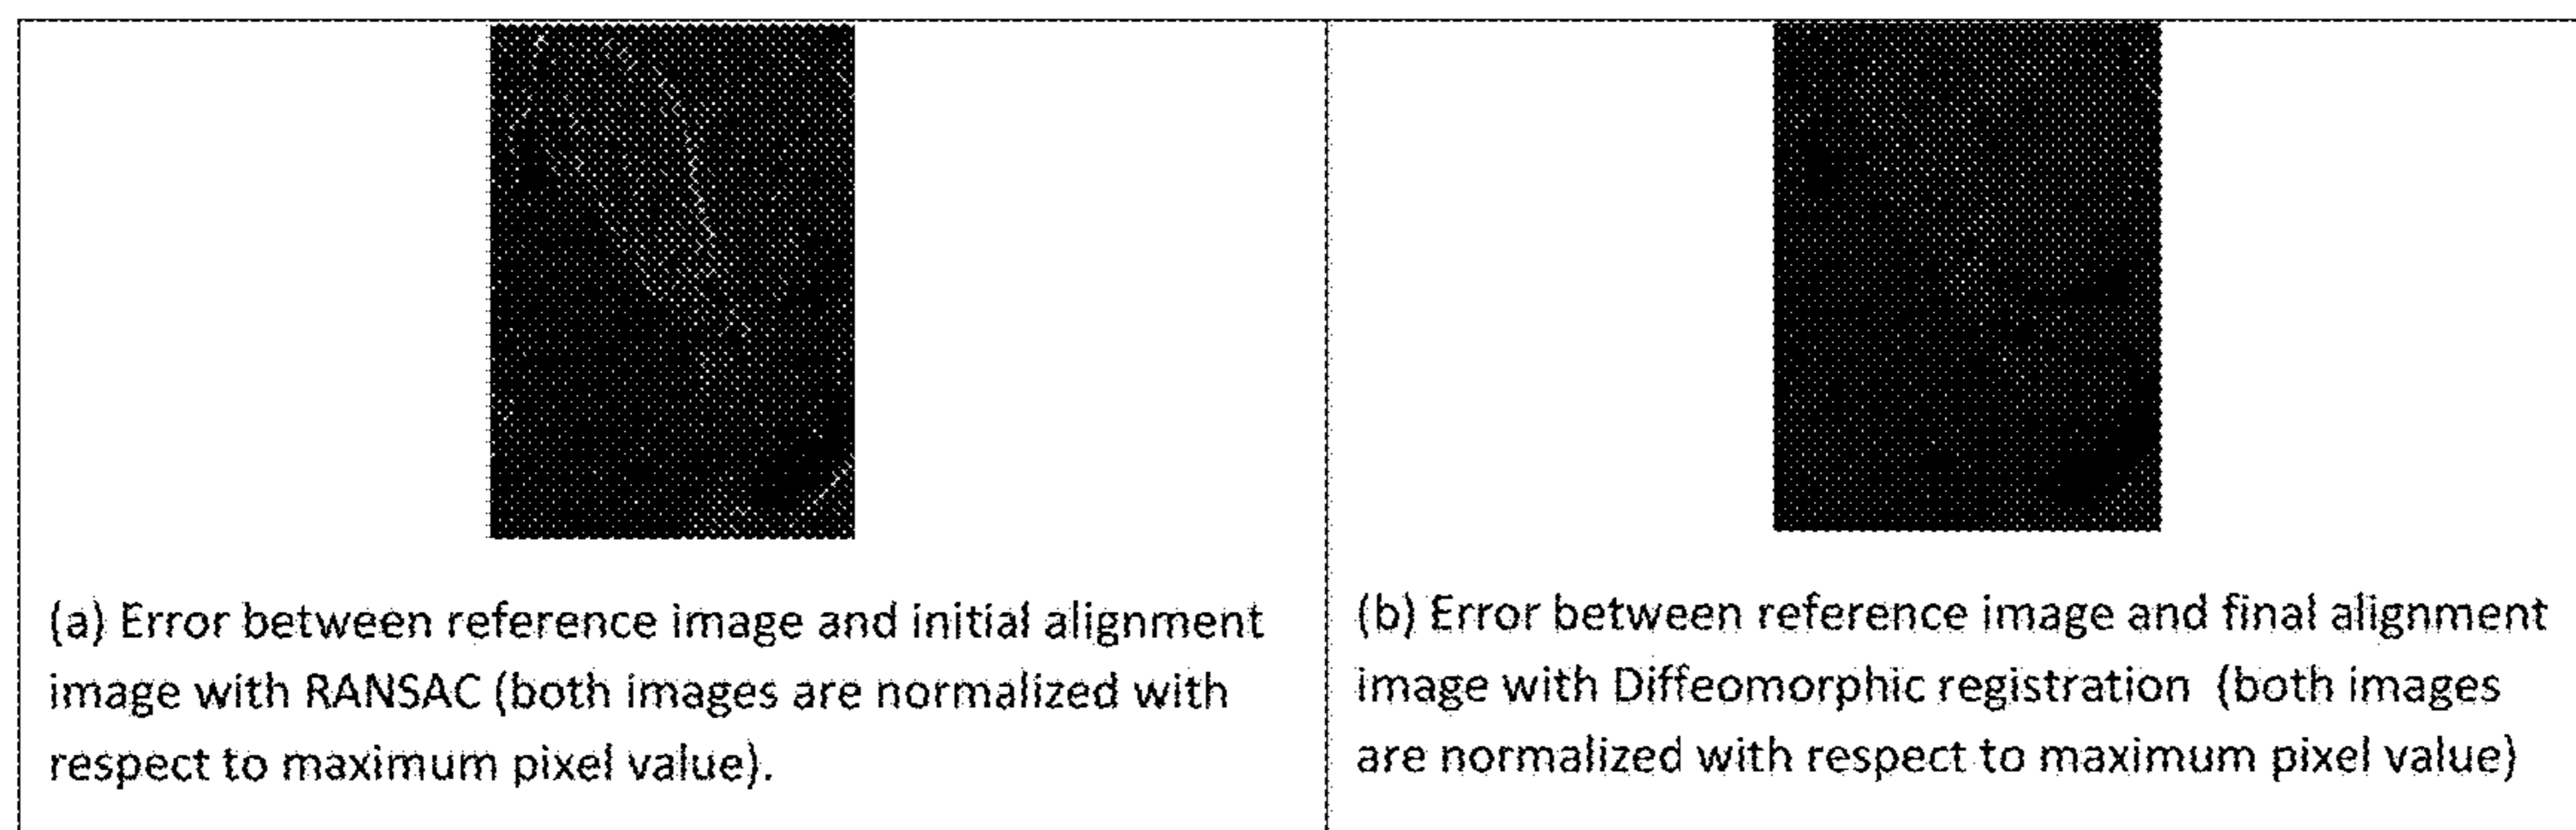 (a) Error between reference image and initial alignment
image with RANSAC (both images are normalized with
respect to maximum pixel value).
(b) Error between reference image and final alignment
image with Diffeomorphic registration (both images
are normalized with respect to maximum pixel value)